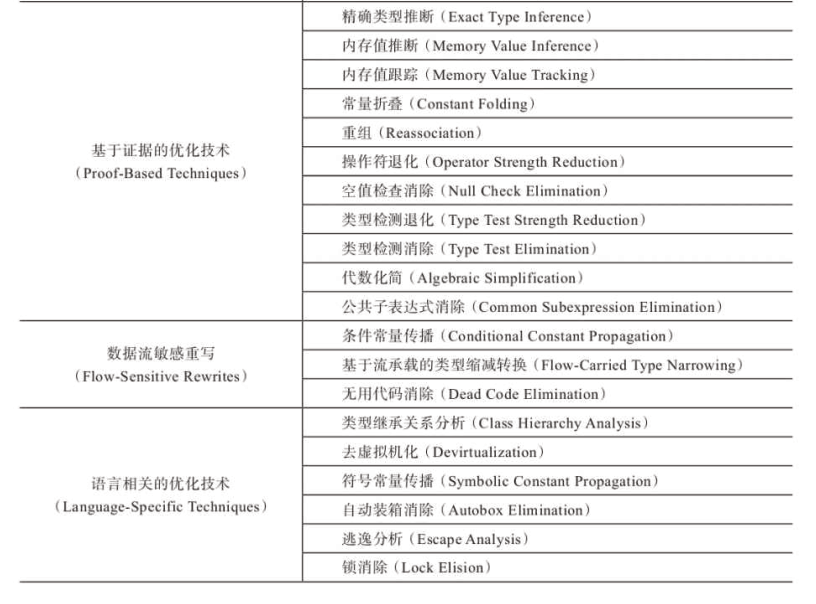 基于证据的优化技术
（Proof-Based Techniques）
精确类型推断（Exact Type Inference）
内存值推断（Memory Value Inference）
内存值跟踪（Memory Value Tracking）
常量折叠（Constant Folding）
重组（Reassociation）
操作符退化（Operator Strength Reduction）
空值检查消除（Null Check Elimination）
类型检测退化（Type Test Strength Reduction）
类型检测消除（Type Test Elimination）
代数化简（Algebraic Simplification）
公共子表达式消除（Common Subexpression Elimination）
数据流敏感重写
（Flow-Sensitive Rewrites）
条件常量传播（Conditional Constant Propagation）
基于流承载的类型缩减转换（Flow-Carried Type Narrowing）
无用代码消除（Dead Code Elimination）
语言相关的优化技术
（Language-Specific Techniques）
类型继承关系分析（Class Hierarchy Analysis）
去虚拟机化（Devirtualization）
符号常量传播（Symbolic Constant Propagation）
自动装箱消除（Autobox Elimination）
逃逸分析（Escape Analysis）
锁消除（Lock Elision）